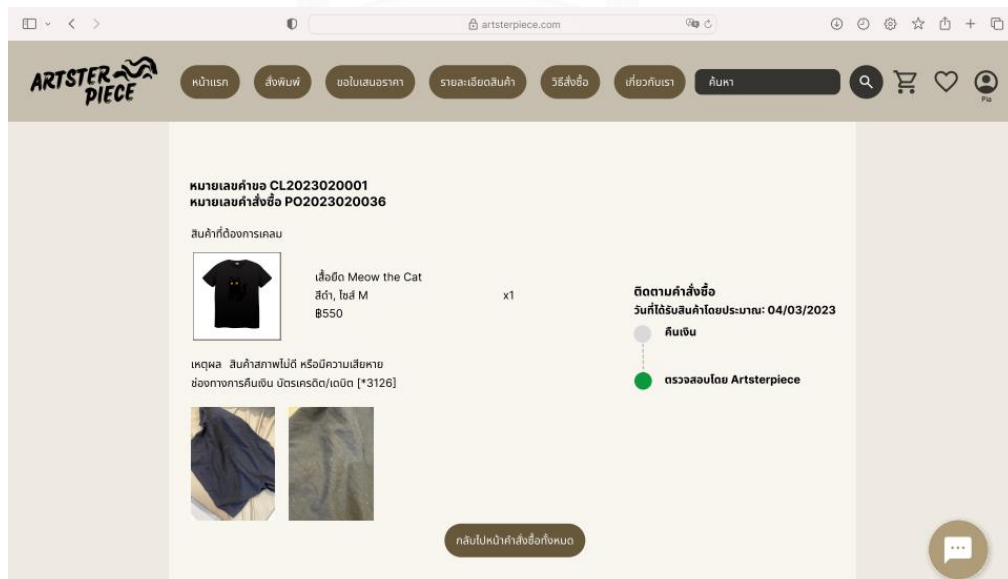 artsterpiece.com
ARTSTER
PIECE
หน้าแรก
สั่งพิมพ์
ขอใบเสนอราคา
รายละเอียดสินค้า
วิธีสั่งซื้อ
เกี่ยวกับเรา
ค้นหา
Pla
หมายเลขคำขอ CL2023020001
หมายเลขคำสั่งซื้อ PO2023020036
สินค้าที่ต้องการเคลม
เสื้อยืด Meow the Cat
สีดำ, ไซส์ M x1
฿550
ติดตามคำสั่งซื้อ
วันที่ได้รับสินค้าโดยประมาณ: 04/03/2023
คืนเงิน
ตรวจสอบโดย Artsterpiece
เหตุผล สินค้าสภาพไม่ดี หรือมีความเสียหาย
ช่องทางการคืนเงิน บัตรเครดิต/เดบิต [*3126]
กลับไปหน้าคำสั่งซื้อทั้งหมด